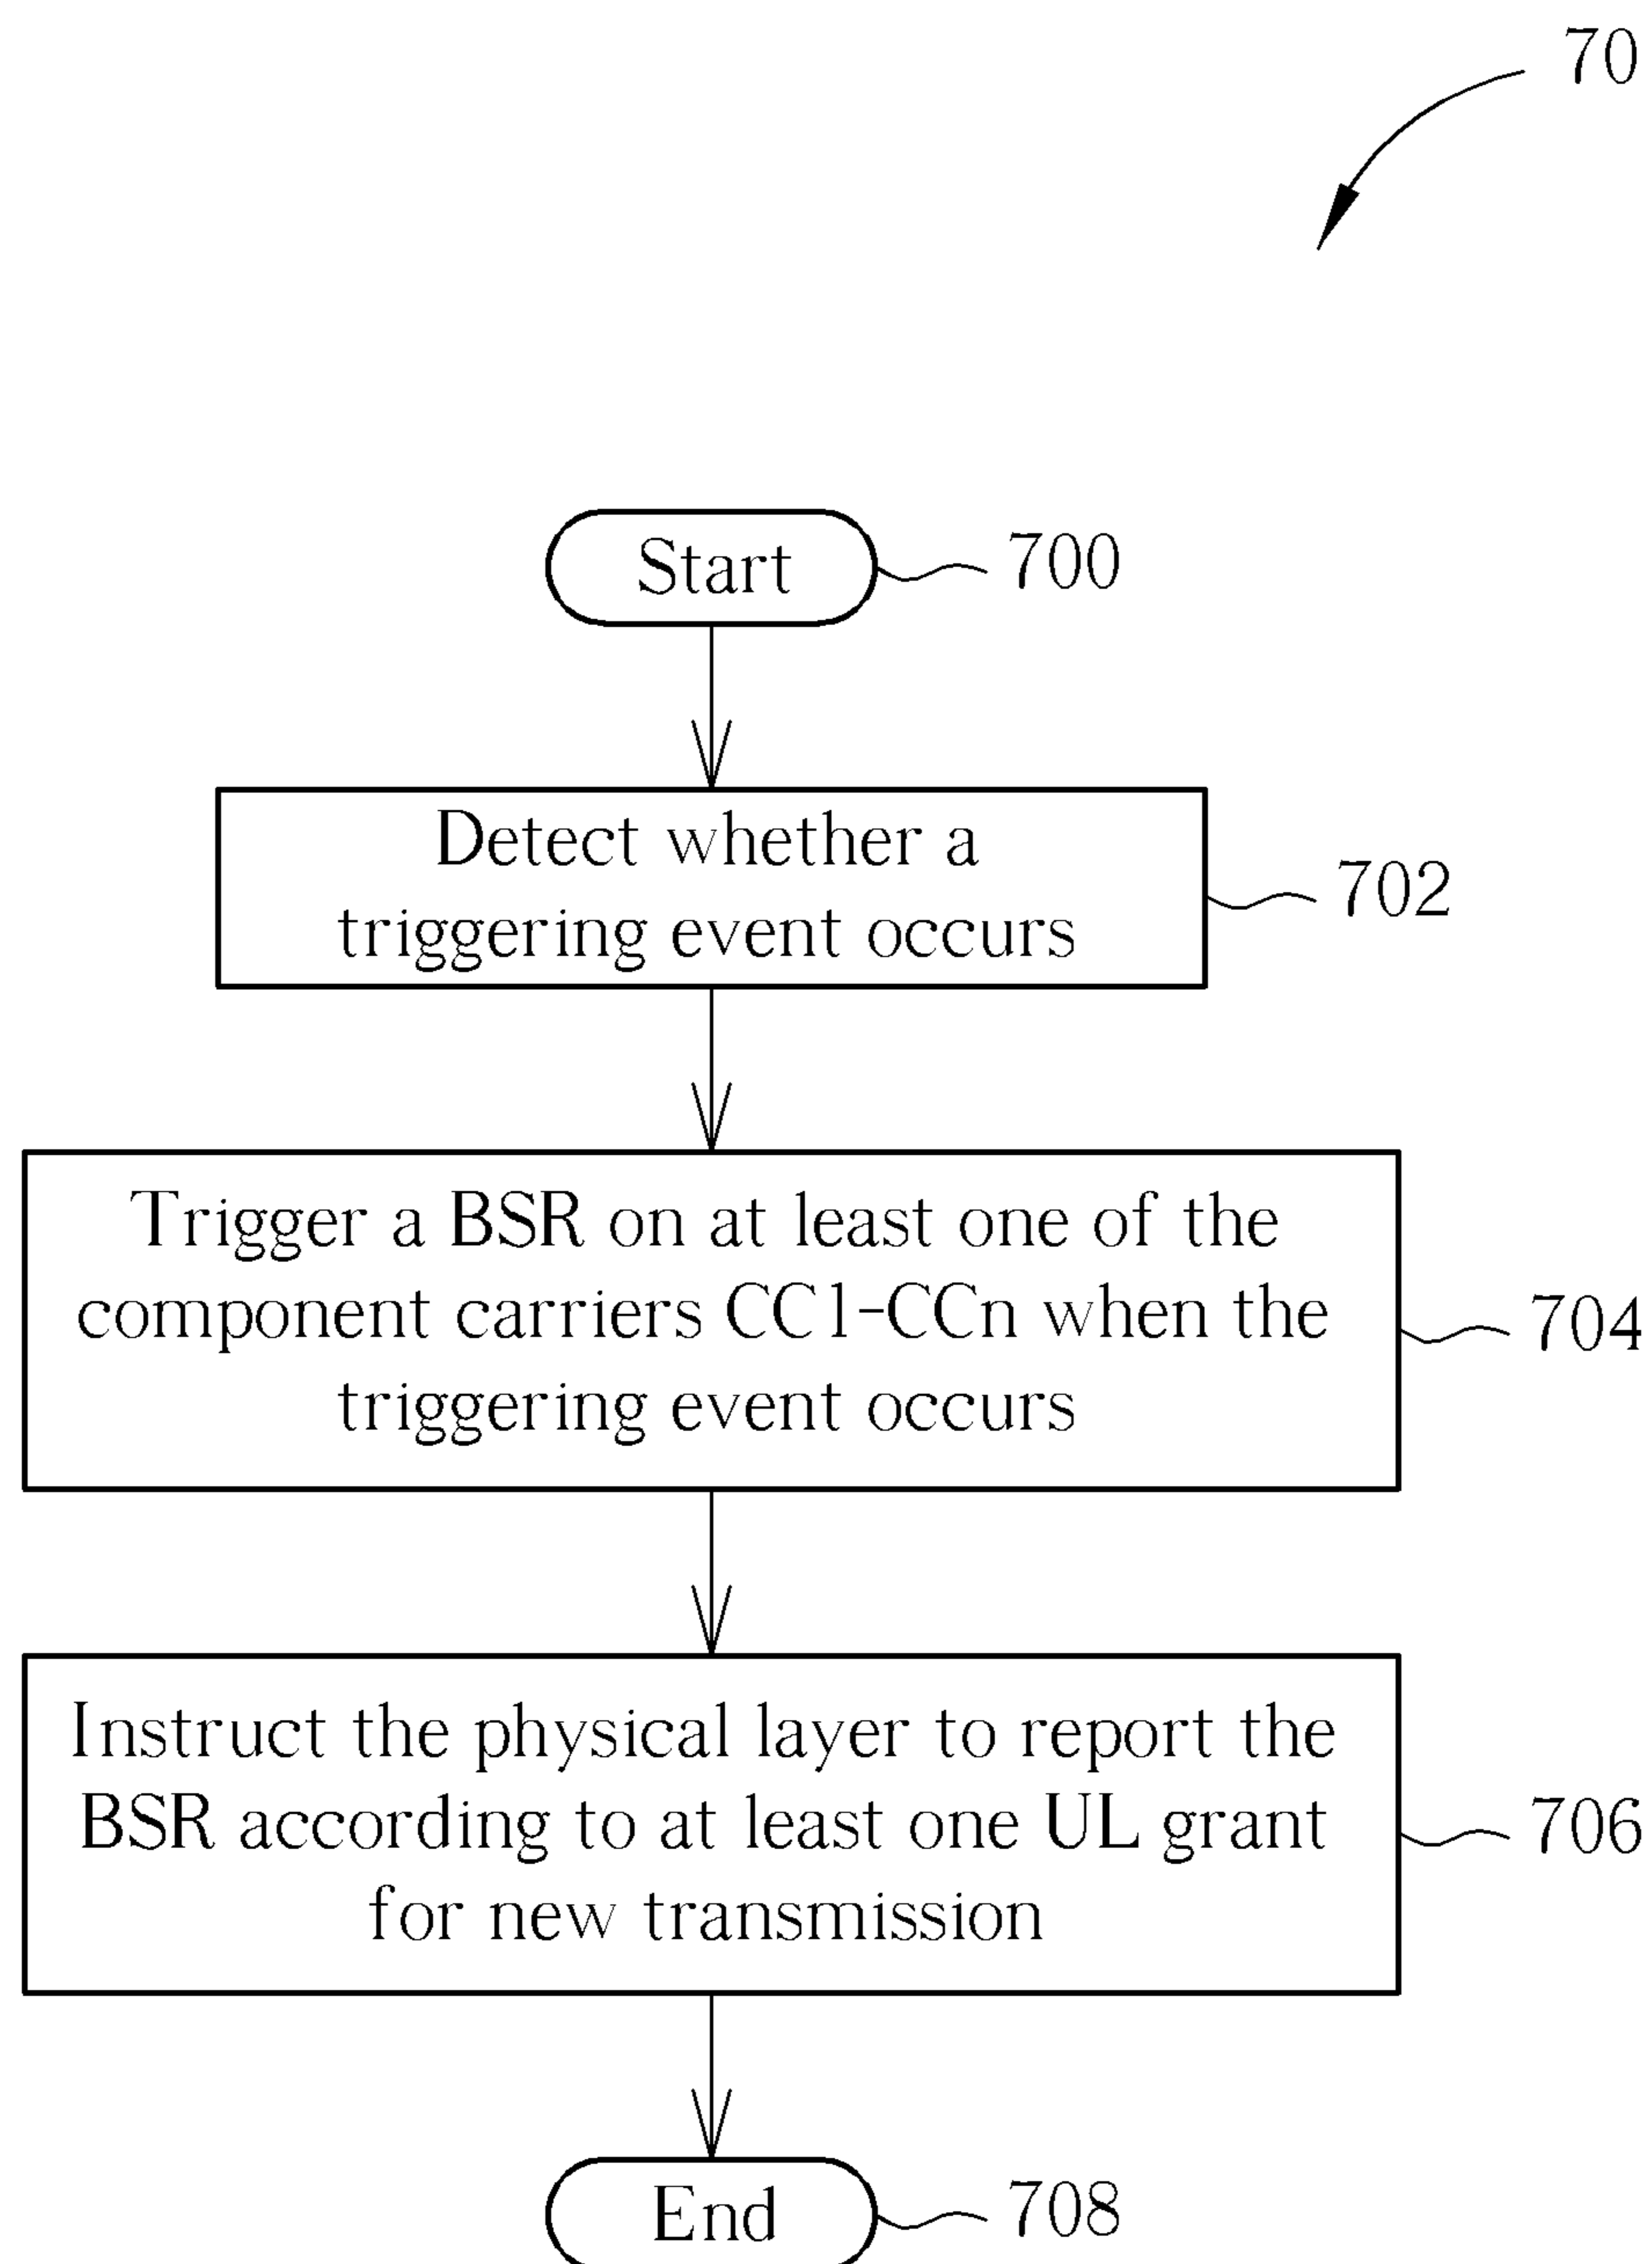 70
Start
700
Detect whether a
triggering event occurs
702
Trigger a BSR on at least one of the
component carriers CC1-CCn when the
triggering event occurs
704
Instruct the physical layer to report the
BSR according to at least one UL grant
for new transmission
706
End
708